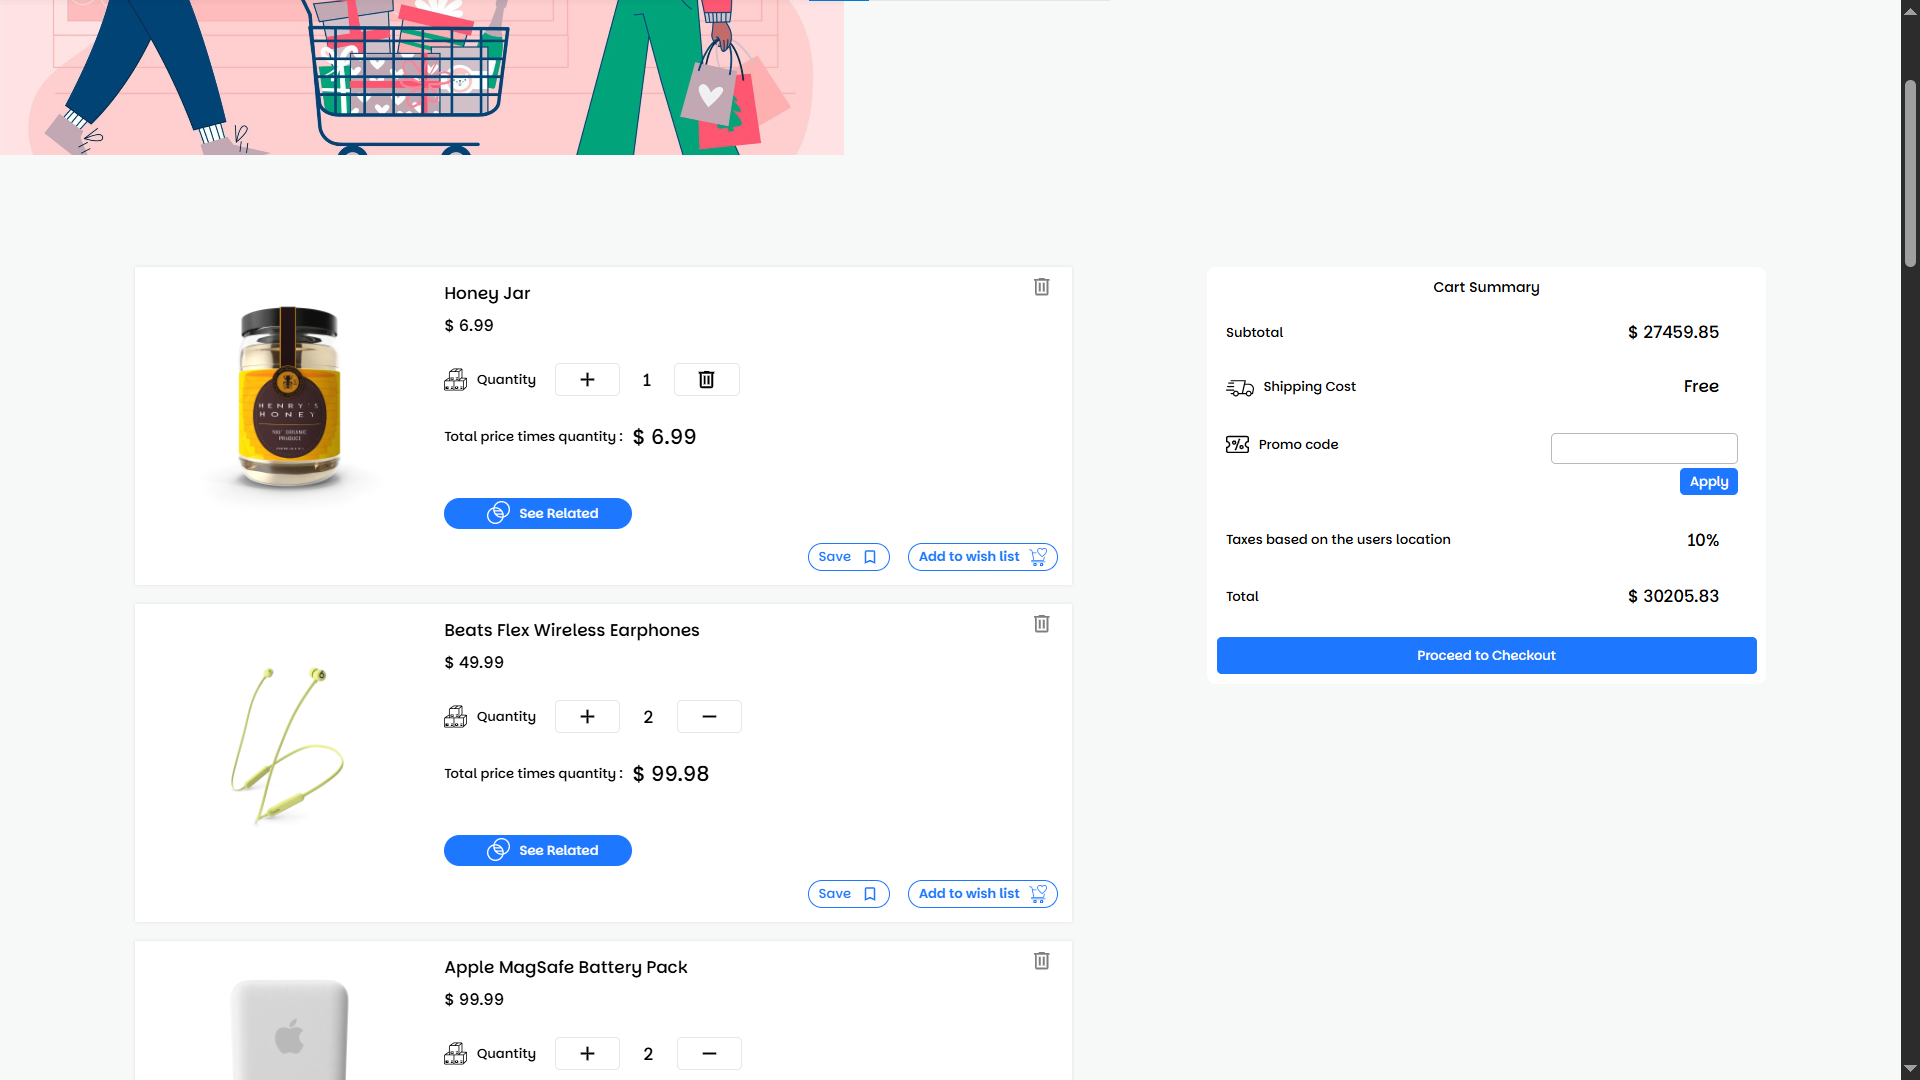 Honey Jar
$ 6.99
Quantity
1
Total price times quantity : $ 6.99
See Related
Save
Add to wish list
HENRY'S
HONEY
Beats Flex Wireless Earphones
$ 49.99
Quantity
2
Total price times quantity : $ 99.98
See Related
Save
Add to wish list
Apple MagSafe Battery Pack
$ 99.99
Quantity
2
Cart Summary
Subtotal $ 27459.85
Shipping Cost Free
Promo code
Apply
Taxes based on the users location 10%
Total $ 30205.83
Proceed to Checkout